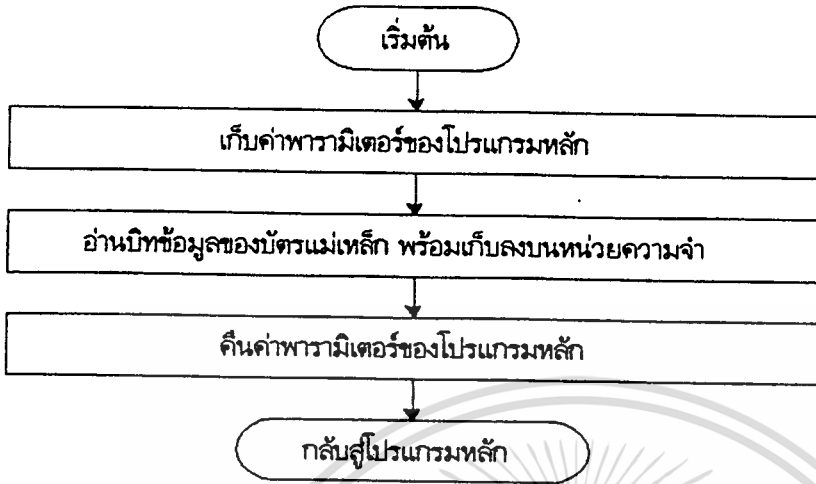 เริ่มต้น
เก็บค่าพารามิเตอร์ของโปรแกรมหลัก
อ่านบิทข้อมูลของบัตรแม่เหล็ก พร้อมเก็บลงบนหน่วยความจำ
คืนค่าพารามิเตอร์ของโปรแกรมหลัก
กลับสู่โปรแกรมหลัก